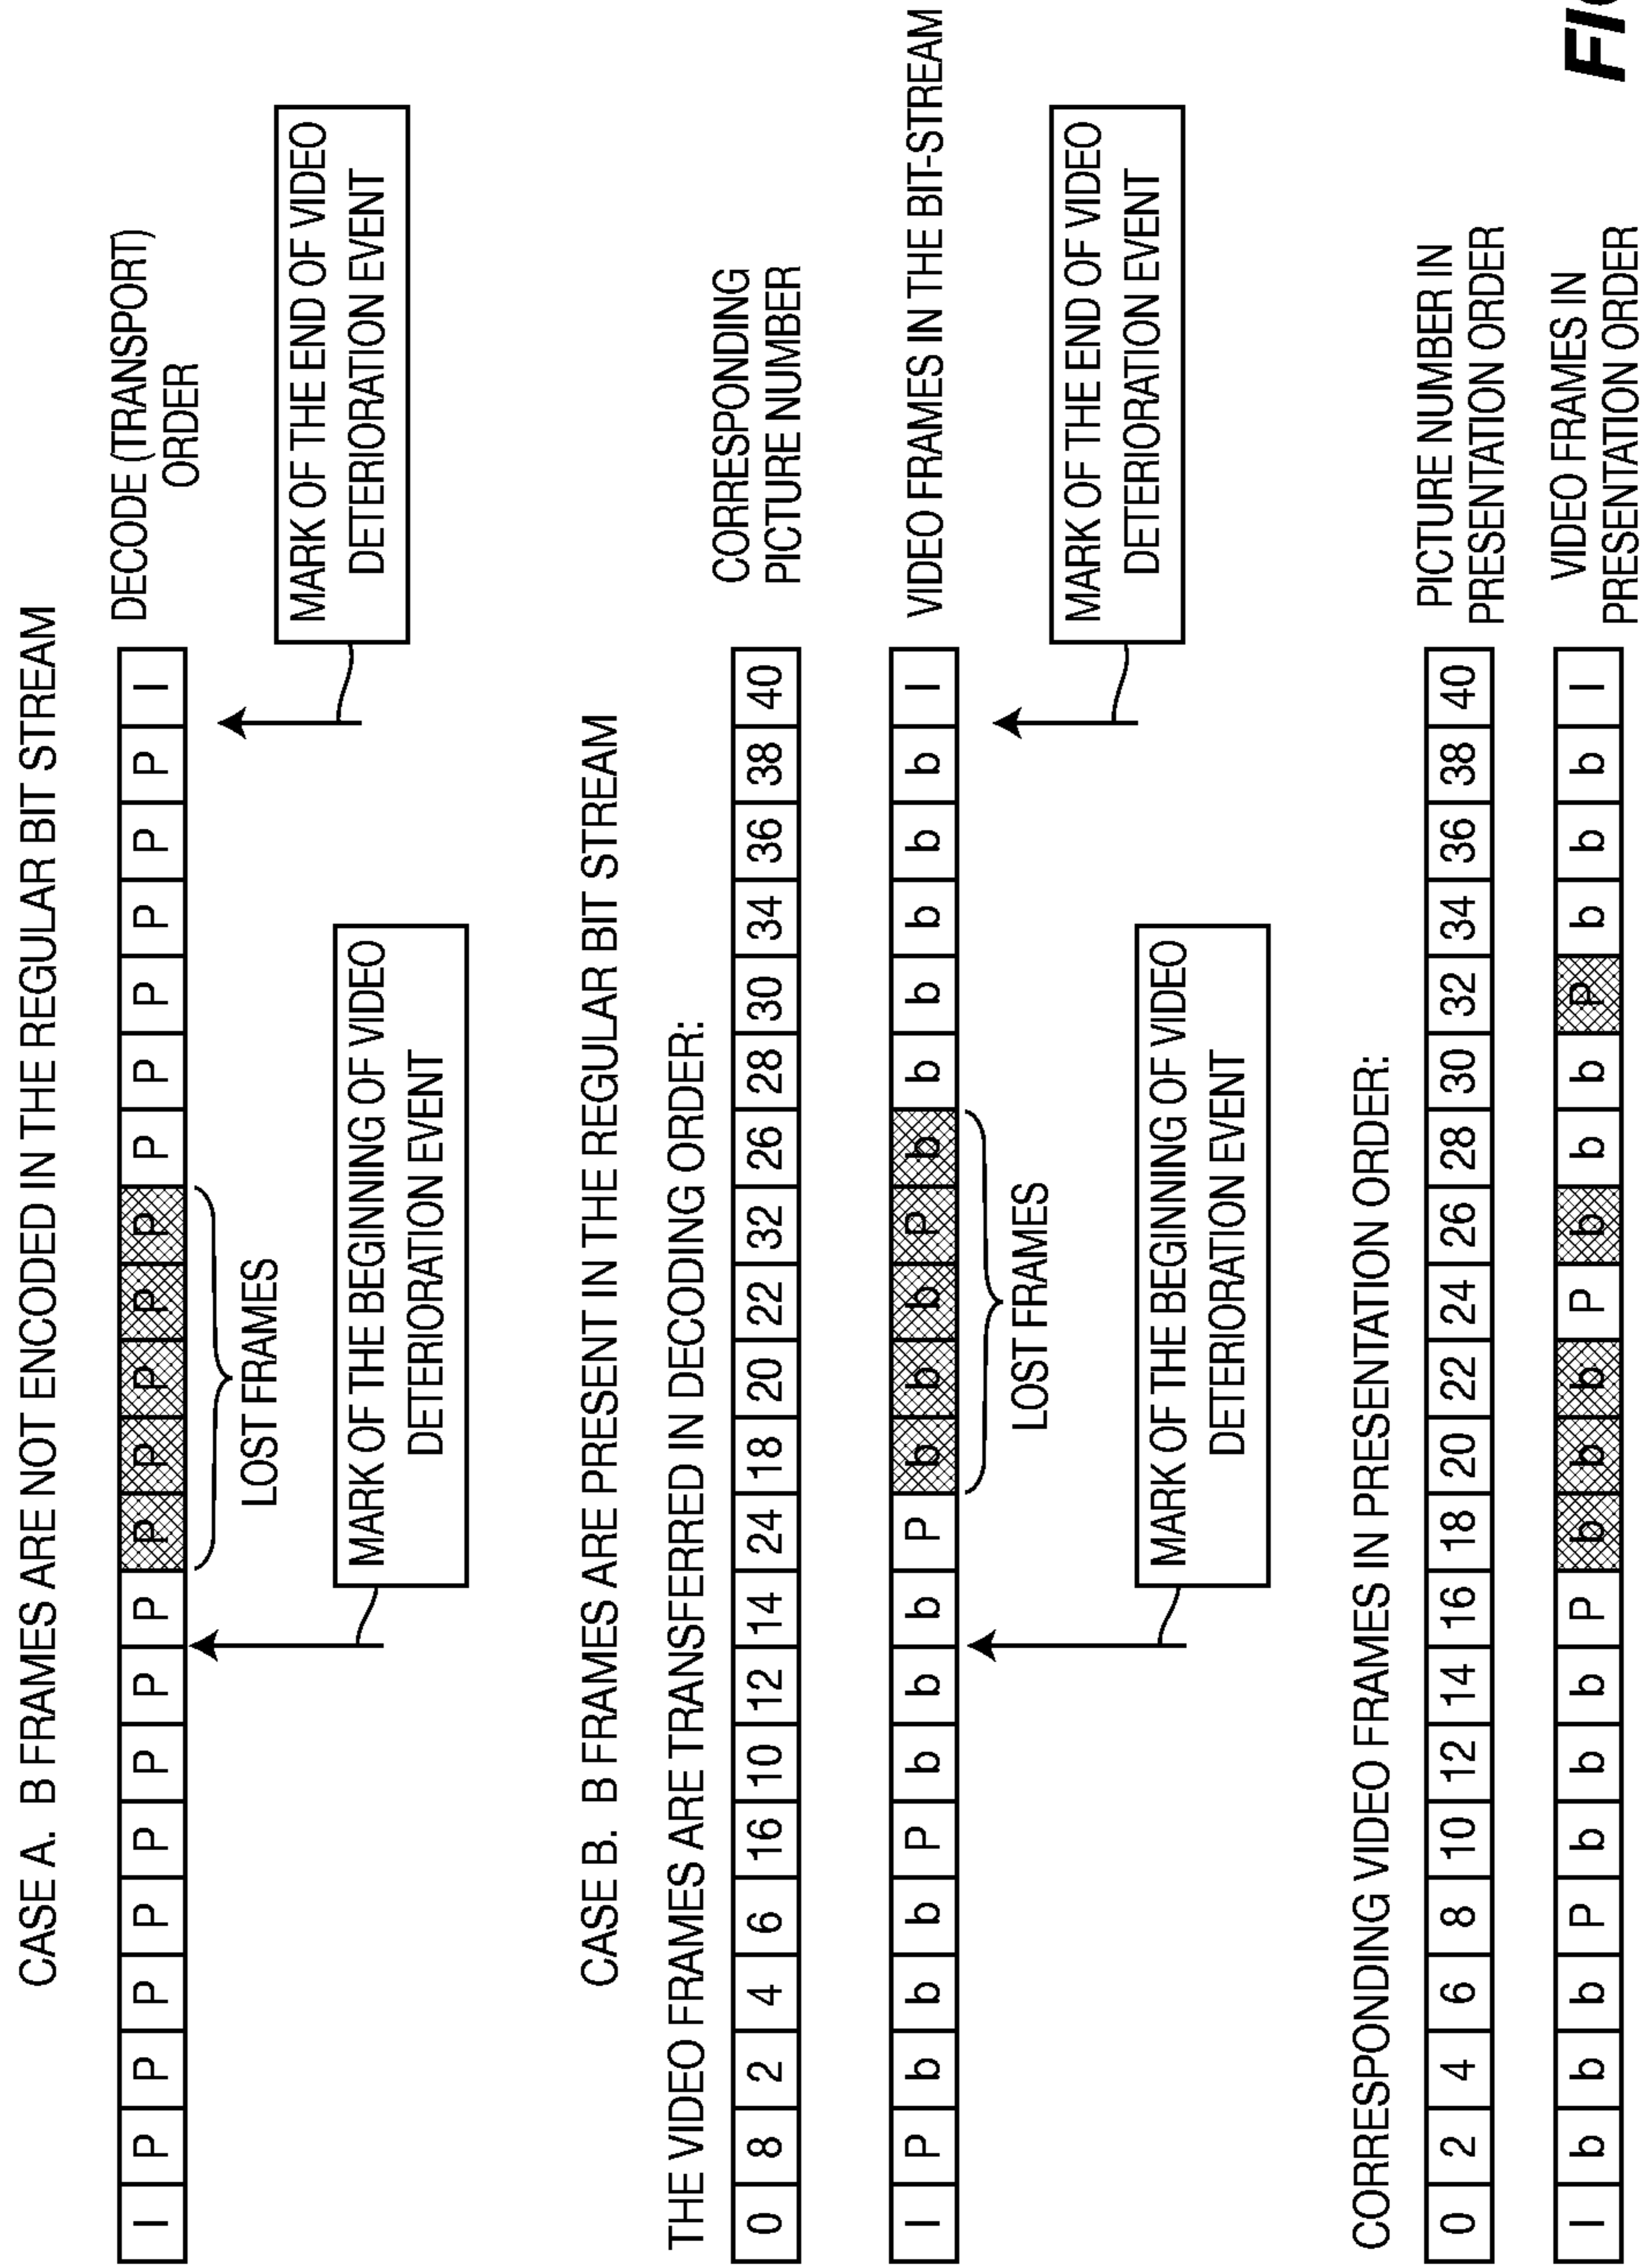 CASE A. B FRAMES ARE NOT ENCODED IN THE REGULAR BIT STREAM
I P P P P P P P P P P P P P P P P P P P I
DECODE (TRANSPORT)
ORDER
LOST FRAMES
MARK OF THE BEGINNING OF VIDEO
DETERIORATION EVENT
MARK OF THE END OF VIDEO
DETERIORATION EVENT
CASE B. B FRAMES ARE PRESENT IN THE REGULAR BIT STREAM
THE VIDEO FRAMES ARE TRANSFERRED IN DECODING ORDER:
0 8 2 4 6 16 10 12 14 24 18 20 22 32 26 28 30 34 36 38 40
CORRESPONDING
PICTURE NUMBER
I P b b b P b b b P b b b P b b b b b b I
VIDEO FRAMES IN THE BIT-STREAM
LOST FRAMES
MARK OF THE BEGINNING OF VIDEO
DETERIORATION EVENT
MARK OF THE END OF VIDEO
DETERIORATION EVENT
CORRESPONDING VIDEO FRAMES IN PRESENTATION ORDER:
0 2 4 6 8 10 12 14 16 18 20 22 24 26 28 30 32 34 36 38 40
PICTURE NUMBER IN
PRESENTATION ORDER
I b b b P b b b P b b b P b b b P b b b I
VIDEO FRAMES IN
PRESENTATION ORDER